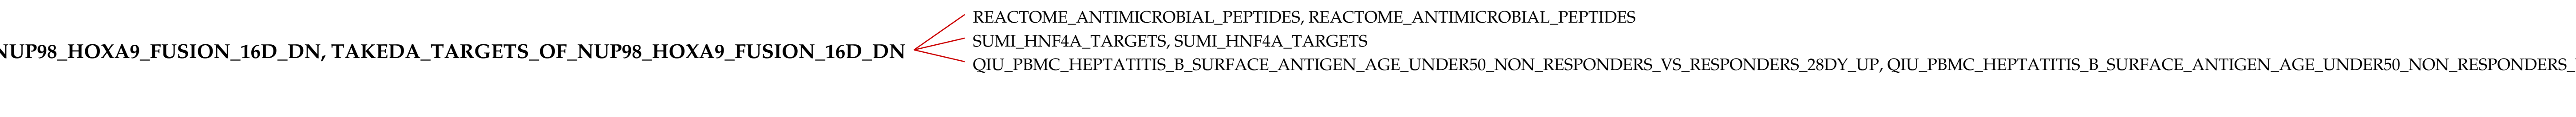 REACTOME_ANTIMICROBIAL_PEPTIDES, REACTOME_ANTIMICROBIAL_PEPTIDES
SUMI_HNF4A_TARGETS, SUMI_HNF4A_TARGETS
NUP98_HOXA9_FUSION_16D_DN, TAKEDA_TARGETS_OF_NUP98_HOXA9_FUSION_16D_DN
QIU_PBMC_HEPTATITIS_B_SURFACE_ANTIGEN_AGE_UNDER50_NON_RESPONDERS_VS_RESPONDERS_28DY_UP, QIU_PBMC_HEPTATITIS_B_SURFACE_ANTIGEN_AGE_UNDER50_NON_RESPONDERS_